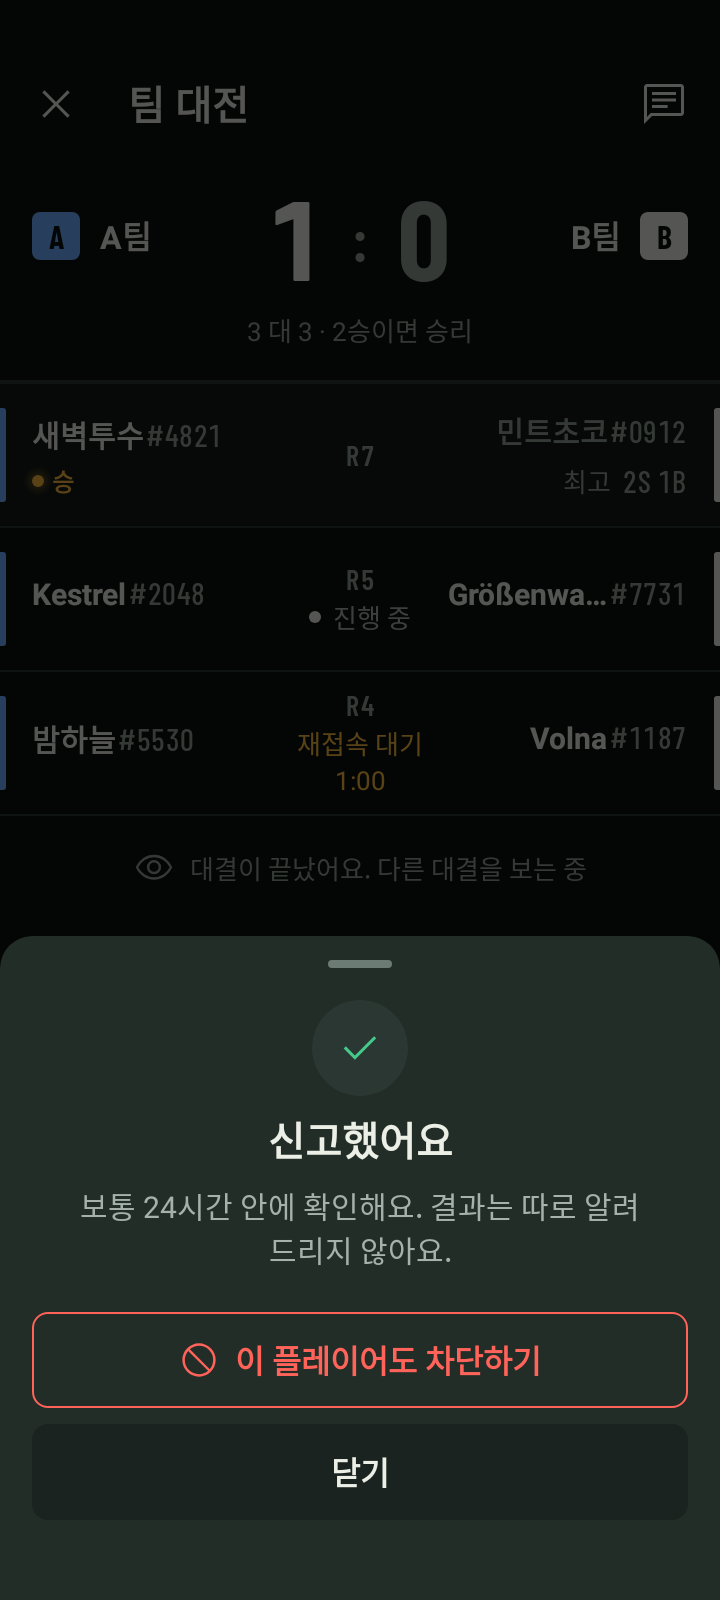 팀 대전
A A팀 1 : 0 B팀 B
3 대 3 · 2승이면 승리
새벽투수#4821 R7 민트초코#0912
승 최고 2S 1B
Kestrel#2048 R5 Größenwa…#7731
진행 중
밤하늘#5530 R4 Volna#1187
재접속 대기
1:00
대결이 끝났어요. 다른 대결을 보는 중
신고했어요
보통 24시간 안에 확인해요. 결과는 따로 알려
드리지 않아요.
이 플레이어도 차단하기
닫기